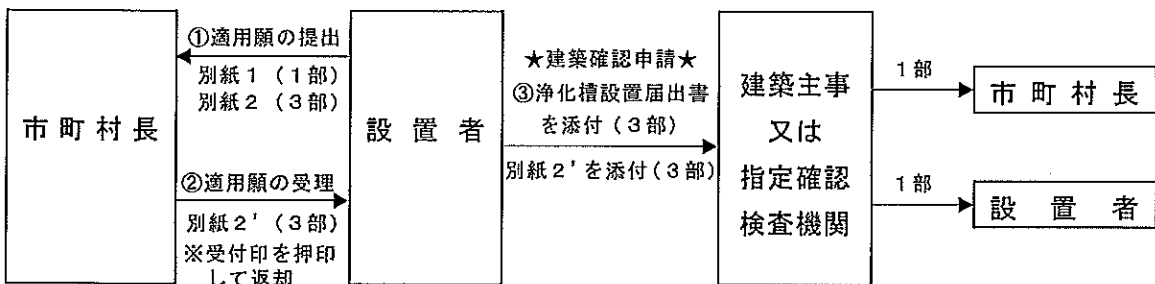 市町村長
①適用願の提出
別紙1（1部）
別紙2（3部）
②適用願の受理
別紙2'（3部）
※受付印を押印
して返却
設置者
★建築確認申請★
③浄化槽設置届出書
を添付（3部）
別紙2'を添付（3部）
建築主事
又は
指定確認
検査機関
1部
市町村長
1部
設置者